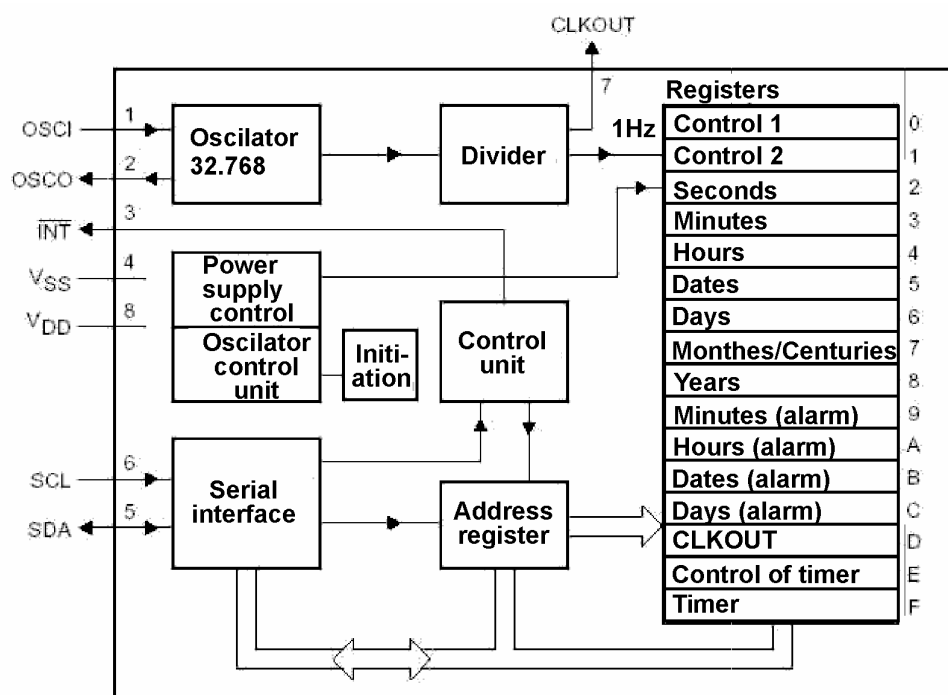 CLKOUT
7
Registers
OSCI
1
Oscilator
32.768
Divider
1Hz
OSCO
2
INT
3
VSS
4
Power
supply
control
VDD
8
Oscilator
control
unit
Initi-
ation
Control
unit
SCL
6
Serial
interface
SDA
5
Address
register
Control 1 0
Control 2 1
Seconds 2
Minutes 3
Hours 4
Dates 5
Days 6
Monthes/Centuries 7
Years 8
Minutes (alarm) 9
Hours (alarm) A
Dates (alarm) B
Days (alarm) C
CLKOUT D
Control of timer E
Timer F